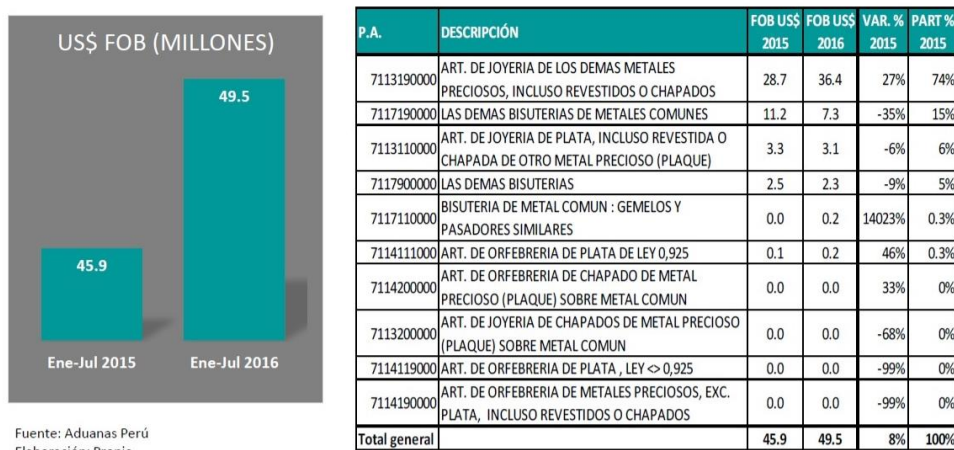 US$ FOB (MILLONES)
49.5
45.9
Ene-Jul 2015 Ene-Jul 2016
Fuente: Aduanas Perú
Elaboración: Propia
P.A. DESCRIPCIÓN FOB US$ 2015 FOB US$ 2016 VAR. % 2015 PART % 2015
7113190000 ART. DE JOYERIA DE LOS DEMAS METALES
PRECIOSOS, INCLUSO REVESTIDOS O CHAPADOS 28.7 36.4 27% 74%
7117190000 LAS DEMAS BISUTERIAS DE METALES COMUNES 11.2 7.3 -35% 15%
7113110000 ART. DE JOYERIA DE PLATA, INCLUSO REVESTIDA O
CHAPADA DE OTRO METAL PRECIOSO (PLAQUE) 3.3 3.1 -6% 6%
7117900000 LAS DEMAS BISUTERIAS 2.5 2.3 -9% 5%
7117110000 BISUTERIA DE METAL COMUN : GEMELOS Y
PASADORES SIMILARES 0.0 0.2 14023% 0.3%
7114111000 ART. DE ORFEBRERIA DE PLATA DE LEY 0,925 0.1 0.2 46% 0.3%
7114200000 ART. DE ORFEBRERIA DE CHAPADO DE METAL
PRECIOSO (PLAQUE) SOBRE METAL COMUN 0.0 0.0 33% 0%
7113200000 ART. DE JOYERIA DE CHAPADOS DE METAL PRECIOSO
(PLAQUE) SOBRE METAL COMUN 0.0 0.0 -68% 0%
7114119000 ART. DE ORFEBRERIA DE PLATA , LEY <> 0,925 0.0 0.0 -99% 0%
7114190000 ART. DE ORFEBRERIA DE METALES PRECIOSOS, EXC.
PLATA, INCLUSO REVESTIDOS O CHAPADOS 0.0 0.0 -99% 0%
Total general 45.9 49.5 8% 100%